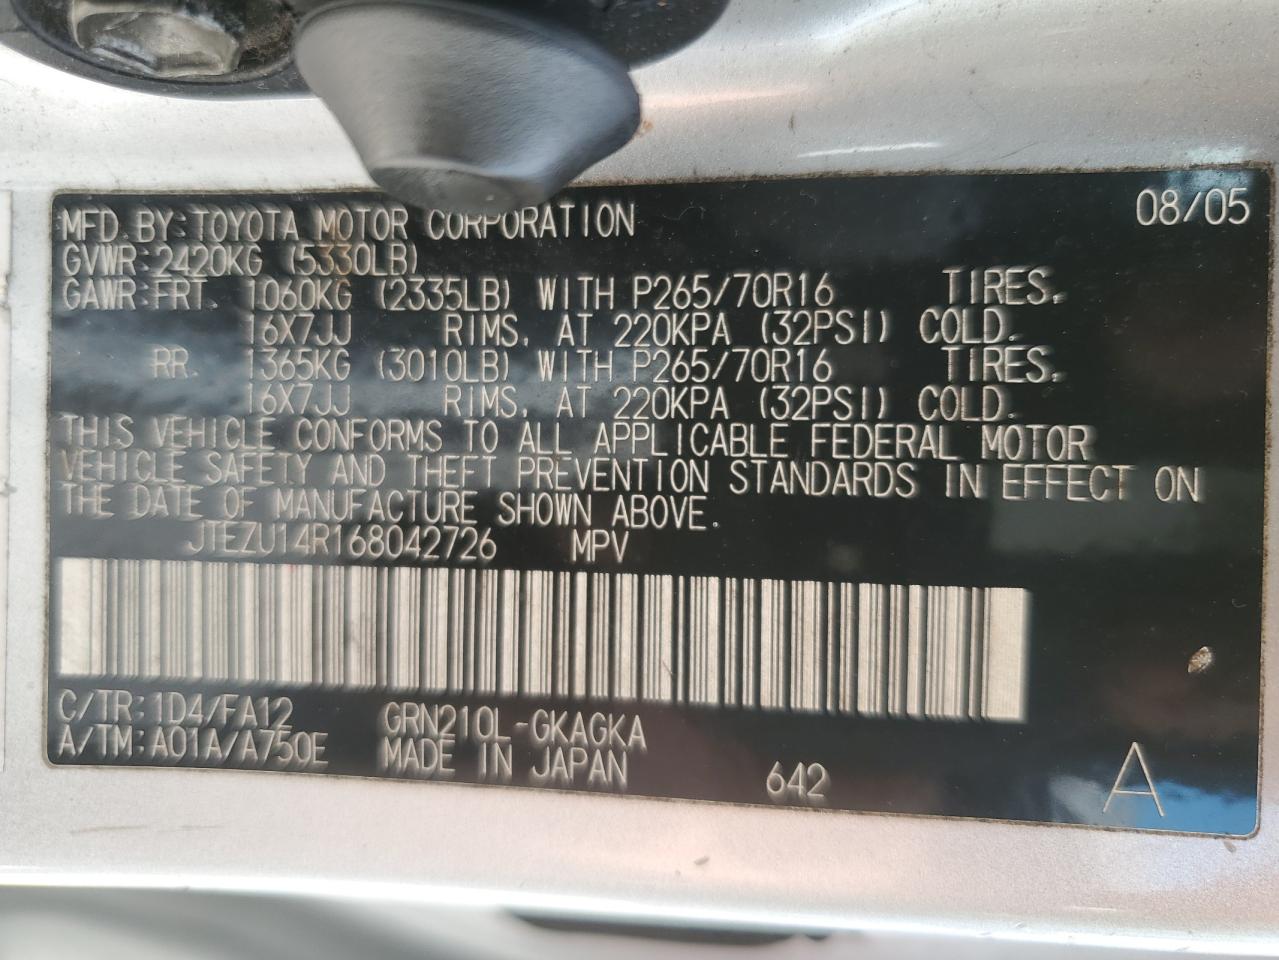 08/05
MFD. BY: TOYOTA MOTOR CORPORATION
GVWR: 2420KG (5330LB)
GAWR: FRT. 1060KG (2335LB) WITH P265/70R16 TIRES.
16X7JJ RIMS, AT 220KPA (32PSI) COLD.
RR. 1365KG (3010LB) WITH P265/70R16 TIRES.
16X7JJ RIMS, AT 220KPA (32PSI) COLD.
THIS VEHICLE CONFORMS TO ALL APPLICABLE FEDERAL MOTOR
VEHICLE SAFETY AND THEFT PREVENTION STANDARDS IN EFFECT ON
THE DATE OF MANUFACTURE SHOWN ABOVE.
JTEZU14R168042726 MPV
C/TR: 1D4/FA12 GRN210L-GKAGKA
A/TM: A01A/A750E MADE IN JAPAN 642 A